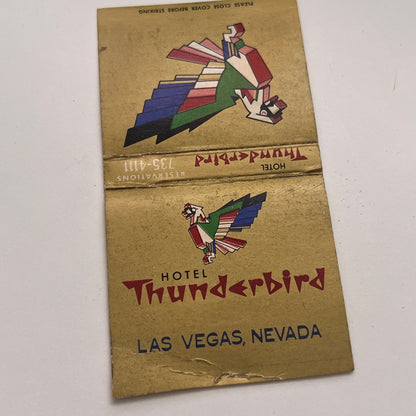 PLEASE CLOSE COVER BEFORE STRIKING
HOTEL
Thunderbird
RESERVATIONS
735-4111
HOTEL
Thunderbird
LAS VEGAS, NEVADA